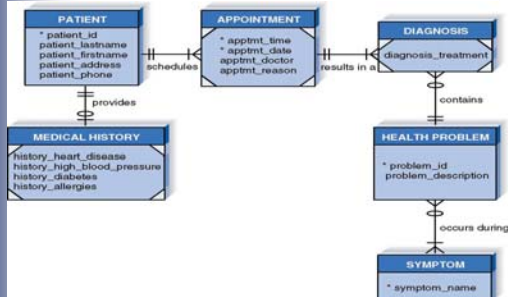 PATIENT
* patient_id
patient_lastname
patient_firstname
patient_address
patient_phone
schedules
APPOINTMENT
* apptmt_time
* apptmt_date
apptmt_doctor
apptmt_reason
results in a
DIAGNOSIS
diagnosis_treatment
provides
contains
MEDICAL HISTORY
history_heart_disease
history_high_blood_pressure
history_diabetes
history_allergies
HEALTH PROBLEM
* problem_id
problem_description
occurs during
SYMPTOM
* symptom_name